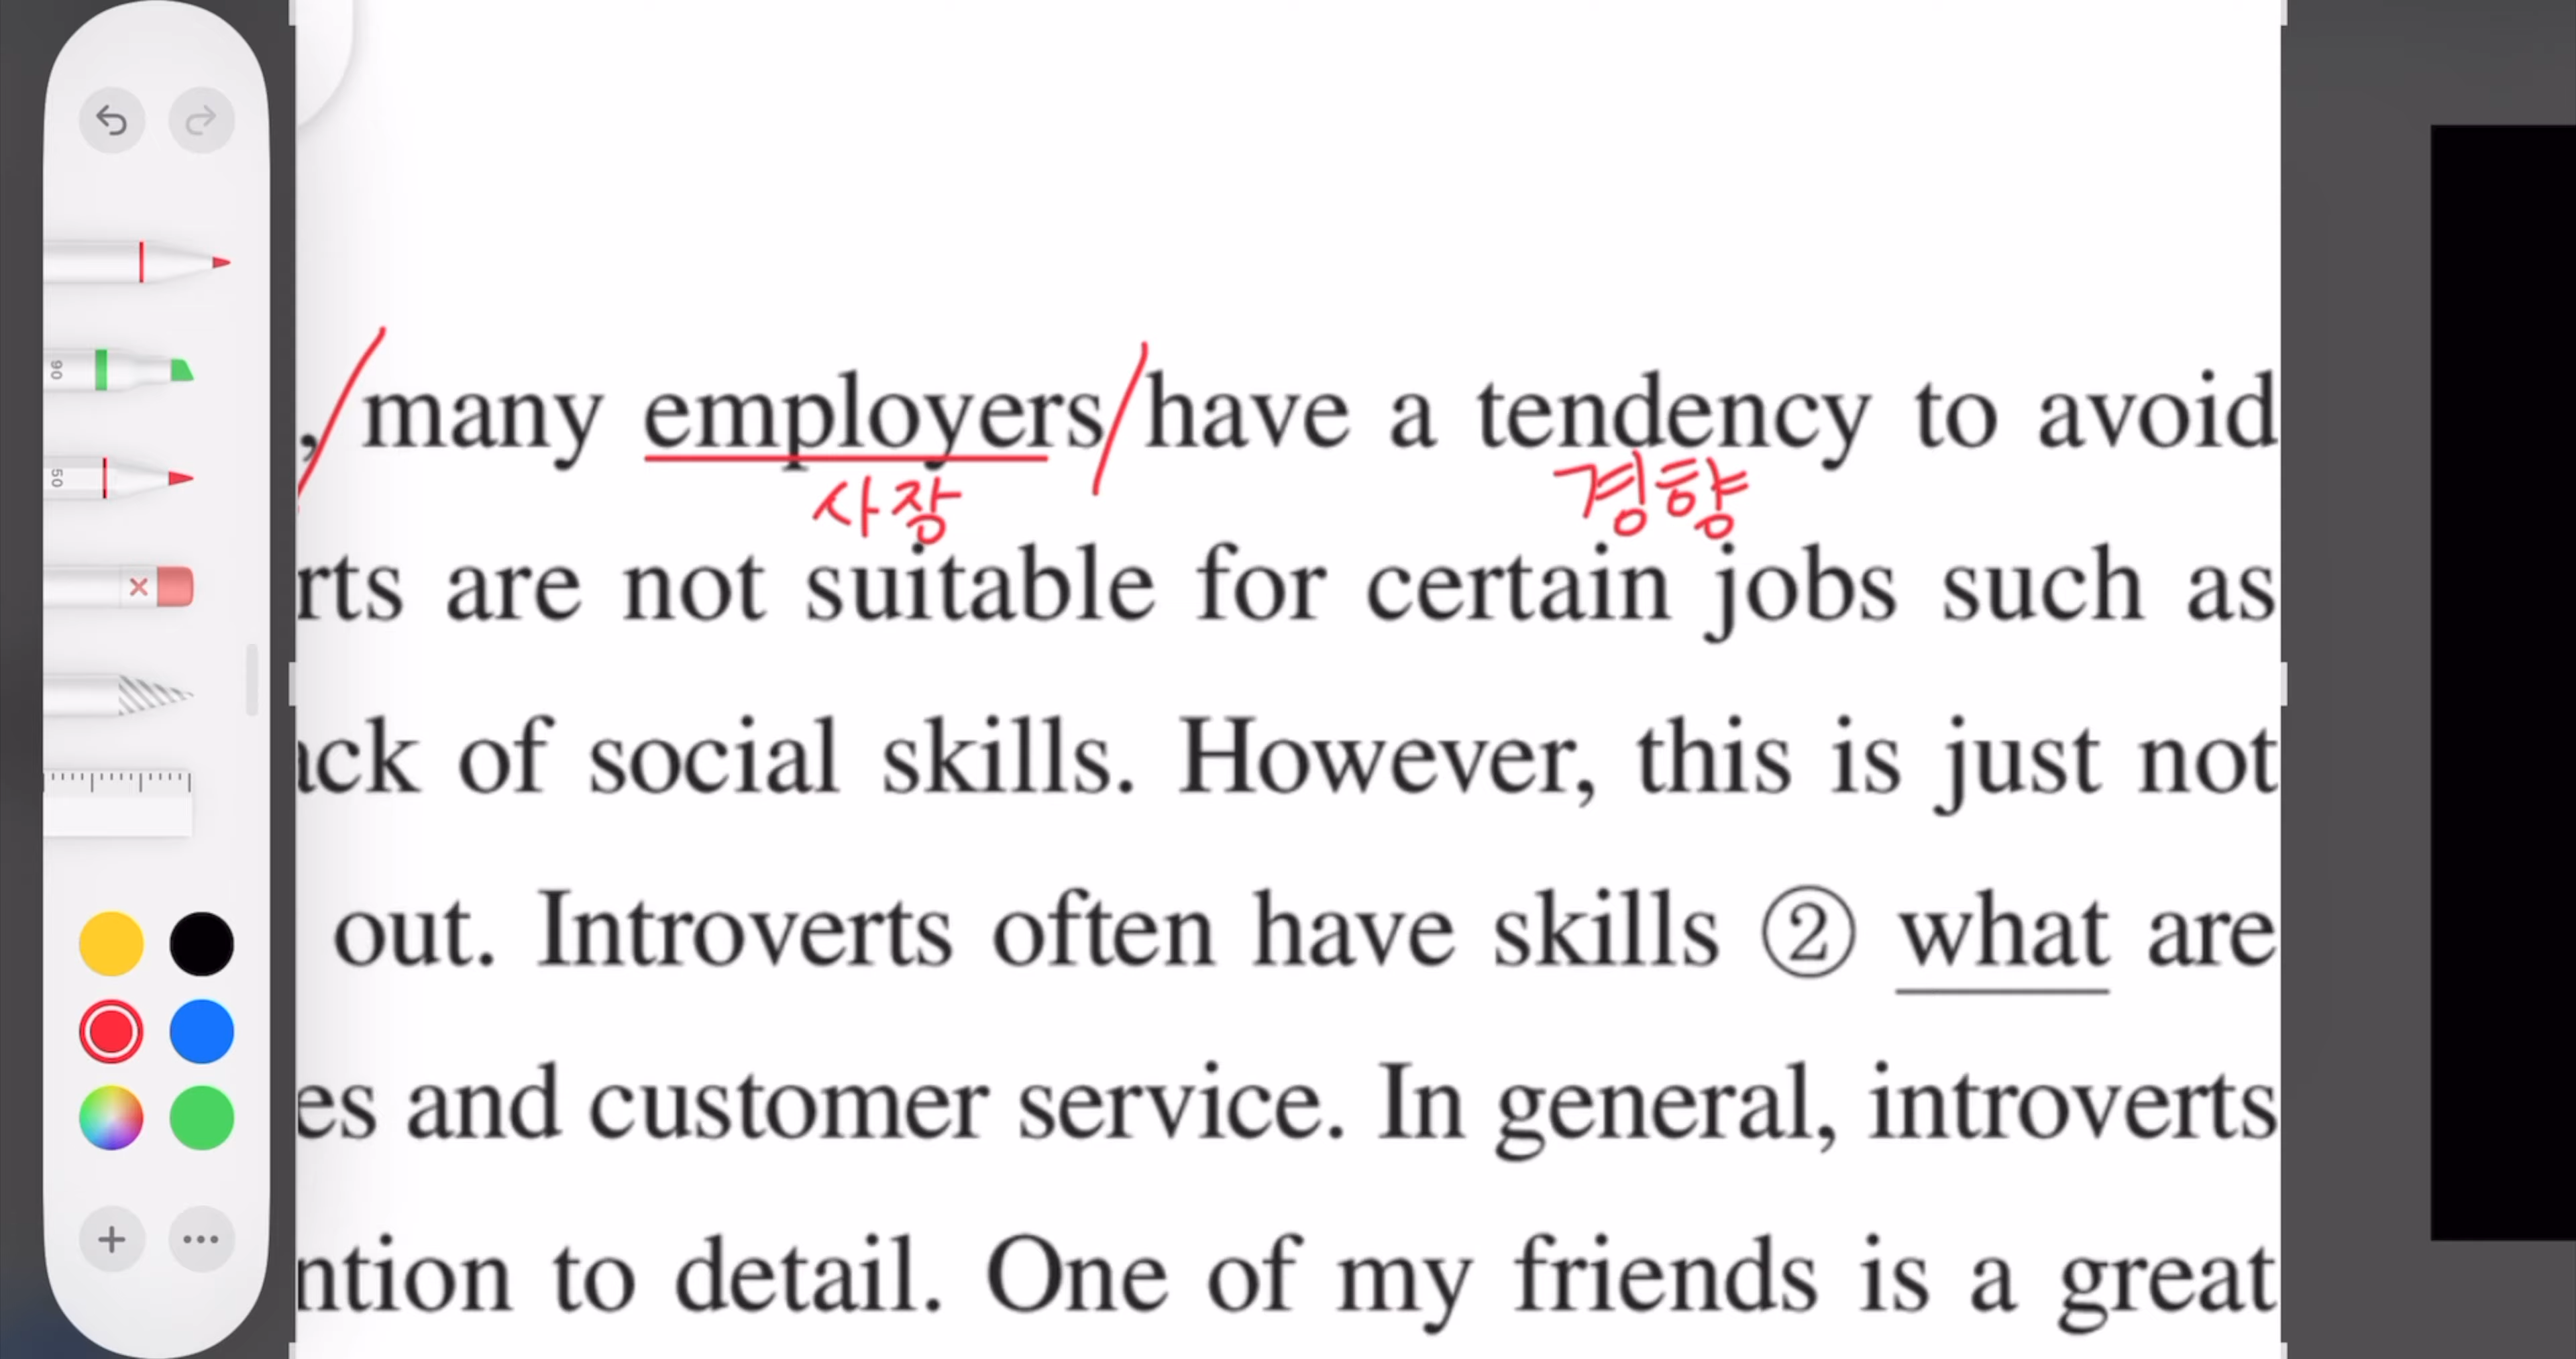 , many employers have a tendency to avoid
사장 경향
rts are not suitable for certain jobs such as
ck of social skills. However, this is just not
out. Introverts often have skills ② what are
es and customer service. In general, introverts
ntion to detail. One of my friends is a great
90
50